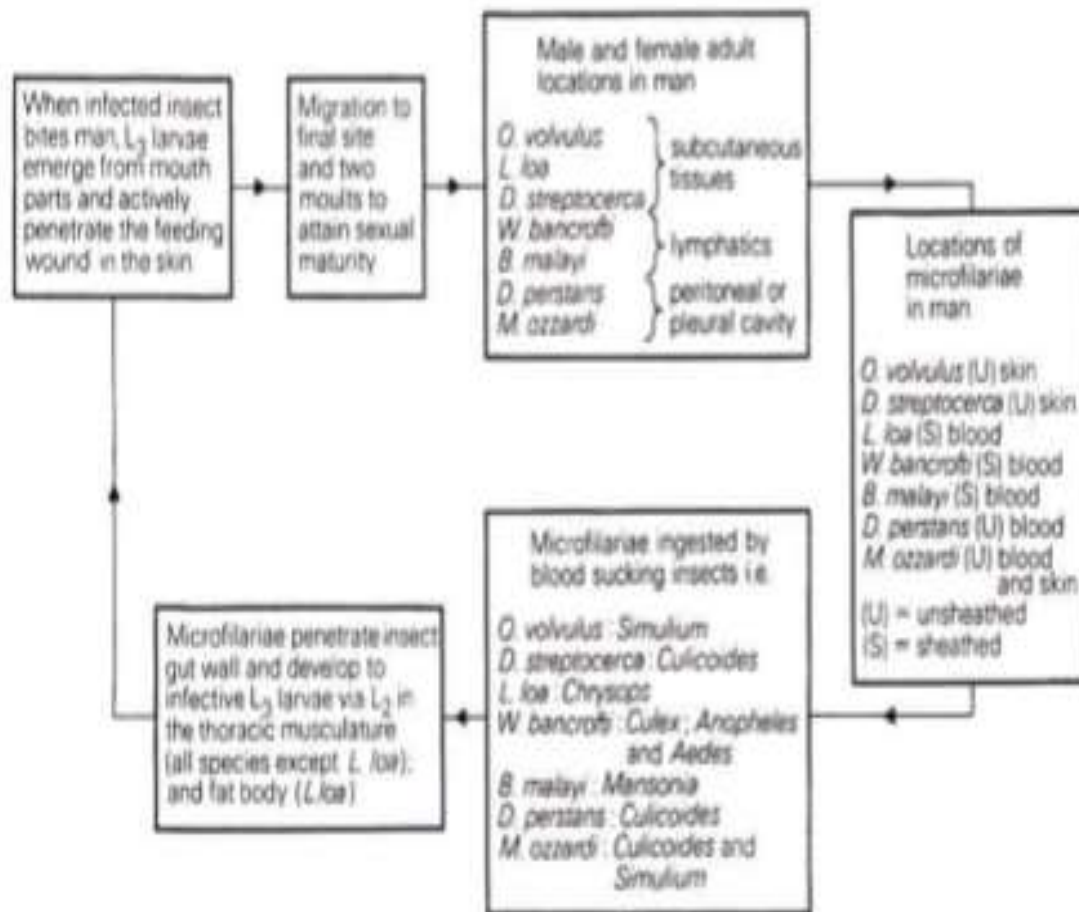 When infected insect
bites man, L3 larvae
emerge from mouth
parts and actively
penetrate the feeding
wound in the skin
Migration to
final site
and two
moults to
attain sexual
maturity
Male and female adult
locations in man
O. volvulus
L. loa
D. streptocerca
subcutaneous
tissues
W. bancrofti
B. malayi
lymphatics
D. perstans
M. ozzardi
peritoneal or
pleural cavity
Locations of
microfilariae
in man
O. volvulus (U) skin
D. streptocerca (U) skin
L. loa (S) blood
W. bancrofti (S) blood
B. malayi (S) blood
D. perstans (U) blood
M. ozzardi (U) blood
and skin
(U) = unsheathed
(S) = sheathed
Microfilariae ingested by
blood sucking insects i.e.
O. volvulus : Simulium
D. streptocerca : Culicoides
L. loa : Chrysops
W. bancrofti : Culex ; Anopheles
and Aedes
B. malayi : Mansonia
D. perstans : Culicoides
M. ozzardi : Culicoides and
Simulium
Microfilariae penetrate insect
gut wall and develop to
infective L3 larvae via L2 in
the thoracic musculature
(all species except L. loa);
and fat body (L. loa)